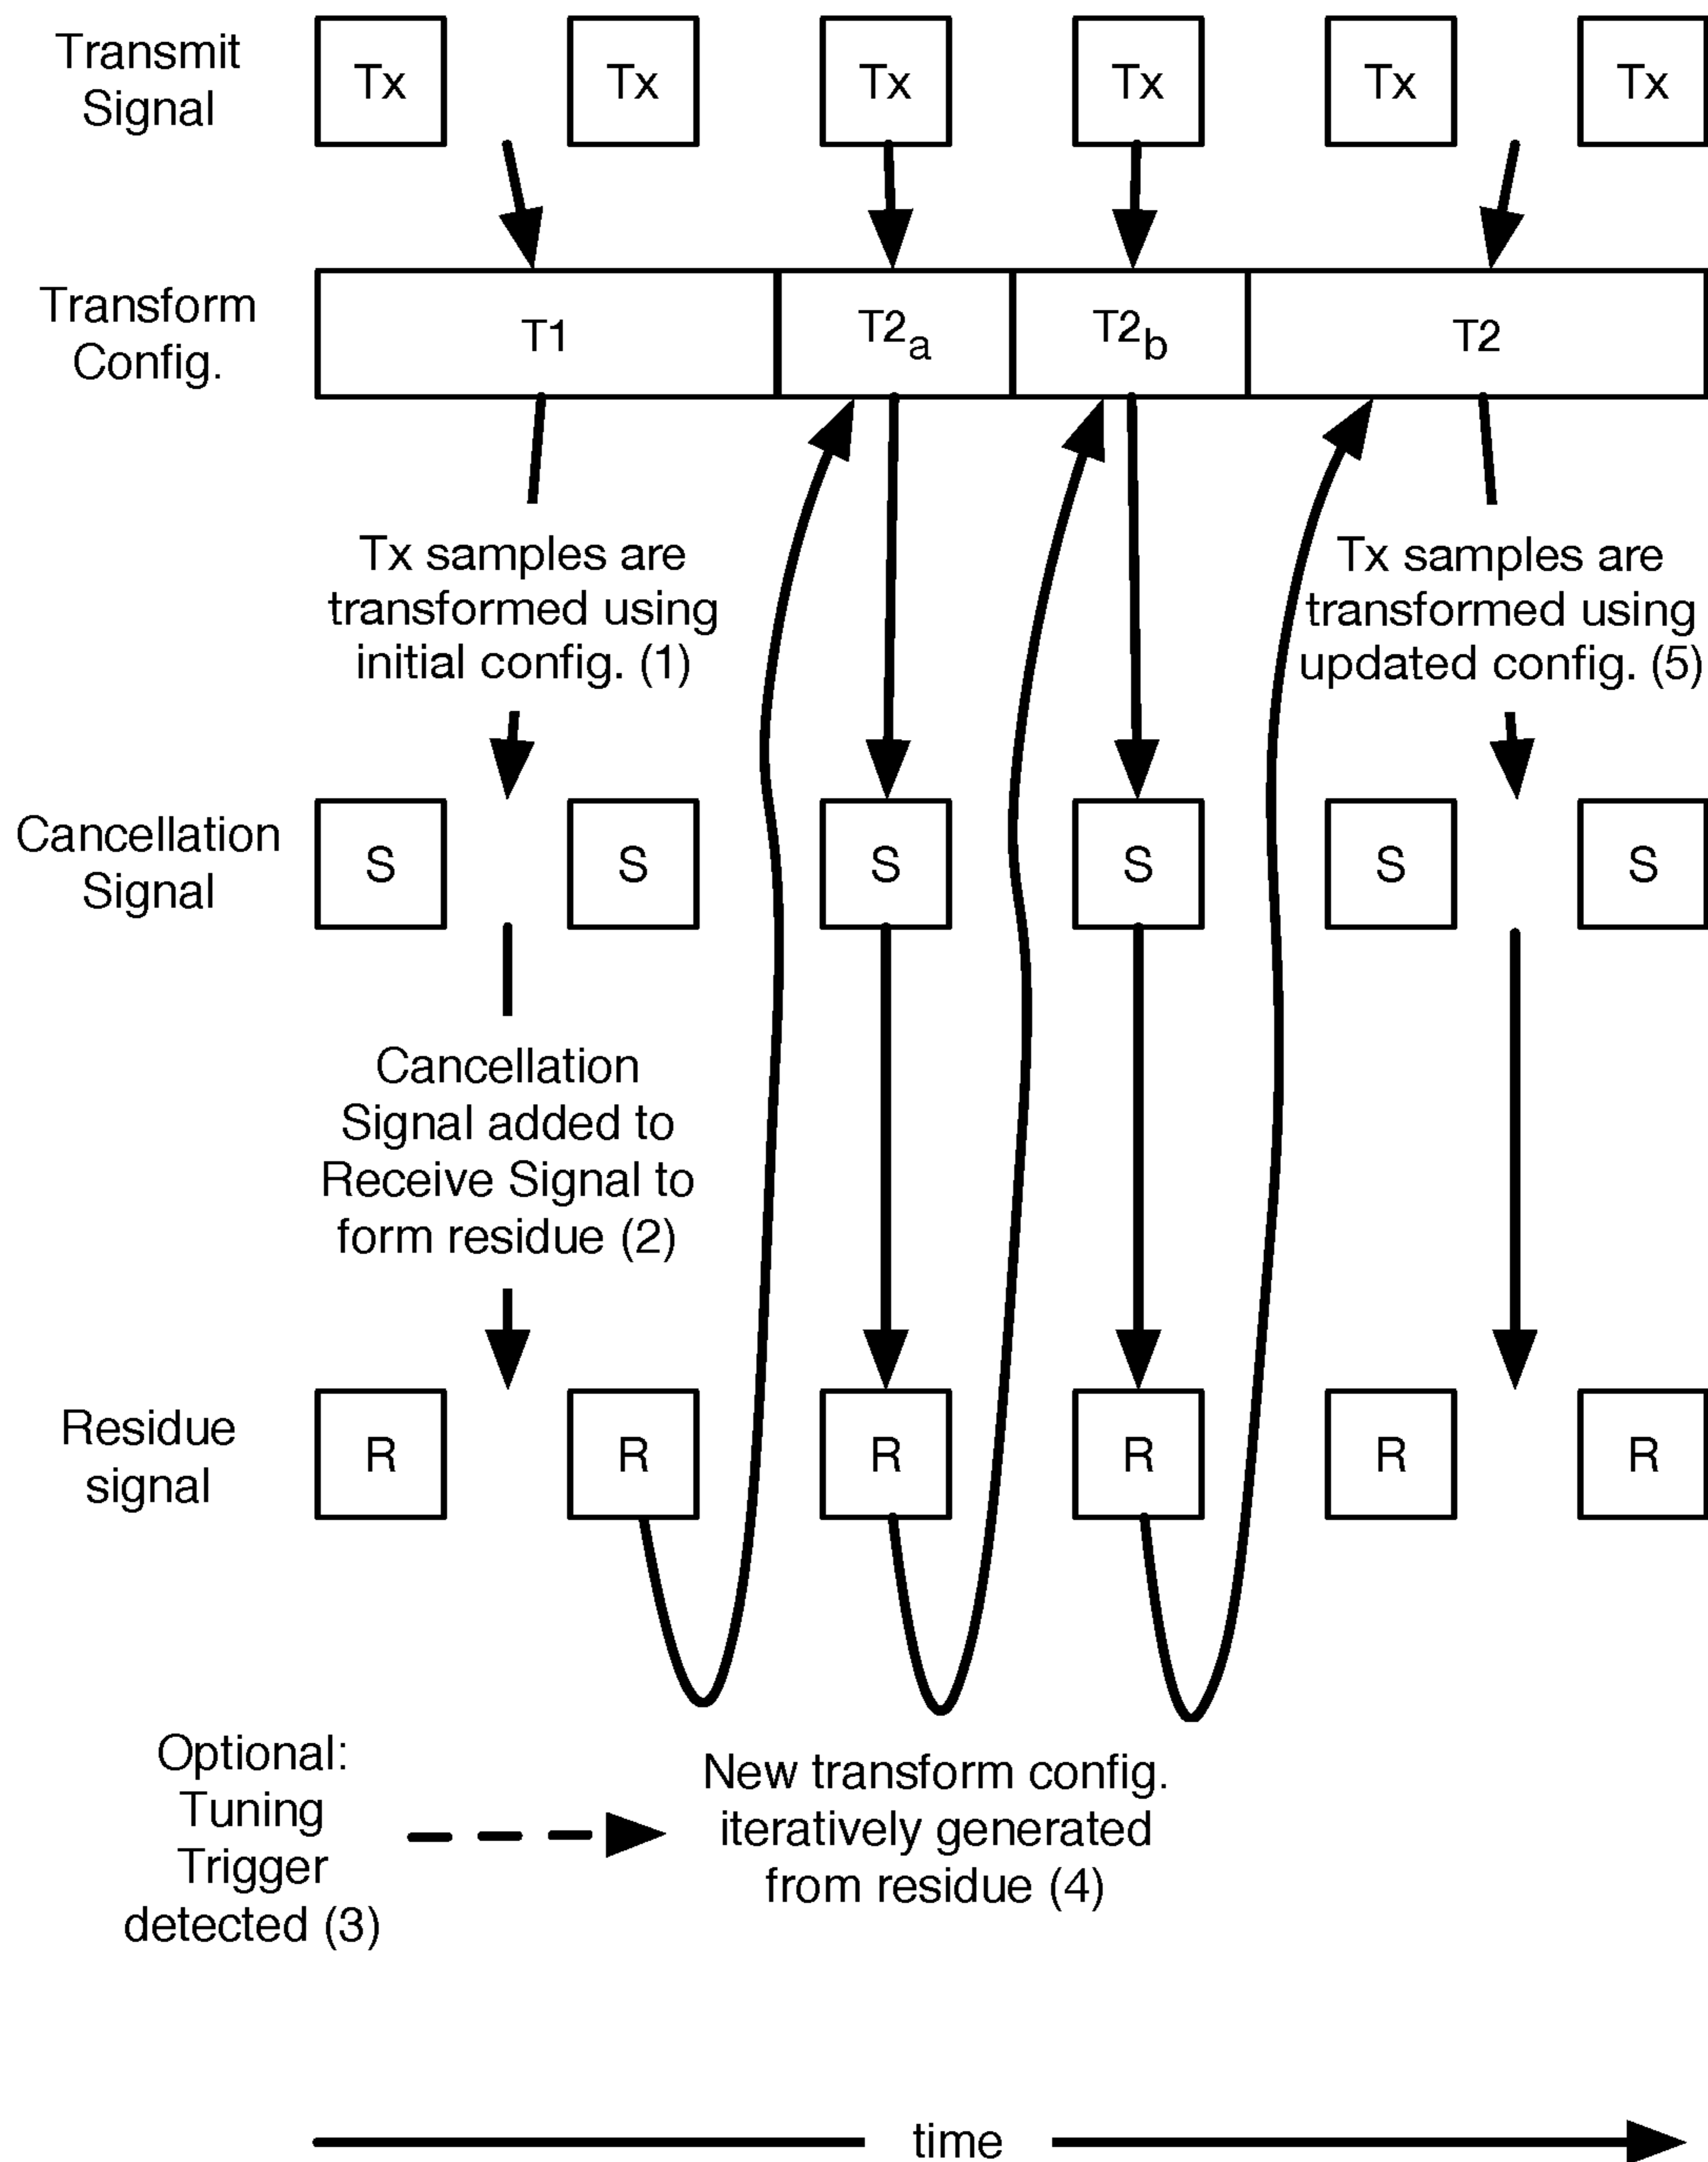 Transmit
Signal
Tx Tx Tx Tx Tx Tx
Transform
Config.
T1 T2a T2b T2
Tx samples are
transformed using
initial config. (1)
Tx samples are
transformed using
updated config. (5)
Cancellation
Signal
S S S S S S
Cancellation
Signal added to
Receive Signal to
form residue (2)
Residue
signal
R R R R R R
Optional:
Tuning
Trigger
detected (3)
New transform config.
iteratively generated
from residue (4)
time